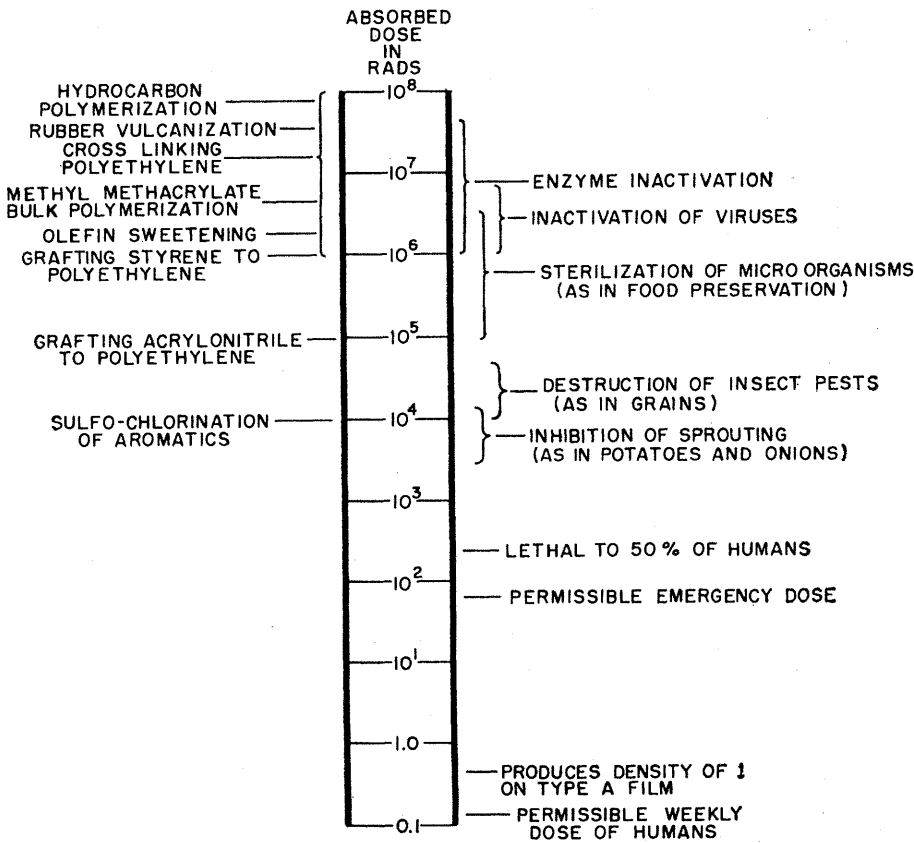 ABSORBED
DOSE
IN
RADS
HYDROCARBON
POLYMERIZATION
RUBBER VULCANIZATION
CROSS LINKING
POLYETHYLENE
METHYL METHACRYLATE
BULK POLYMERIZATION
OLEFIN SWEETENING
GRAFTING STYRENE TO
POLYETHYLENE
GRAFTING ACRYLONITRILE
TO POLYETHYLENE
SULFO-CHLORINATION
OF AROMATICS
10⁸
10⁷
10⁶
10⁵
10⁴
10³
10²
10¹
1.0
0.1
ENZYME INACTIVATION
INACTIVATION OF VIRUSES
STERILIZATION OF MICRO ORGANISMS
(AS IN FOOD PRESERVATION)
DESTRUCTION OF INSECT PESTS
(AS IN GRAINS)
INHIBITION OF SPROUTING
(AS IN POTATOES AND ONIONS)
LETHAL TO 50% OF HUMANS
PERMISSIBLE EMERGENCY DOSE
PRODUCES DENSITY OF 1
ON TYPE A FILM
PERMISSIBLE WEEKLY
DOSE OF HUMANS